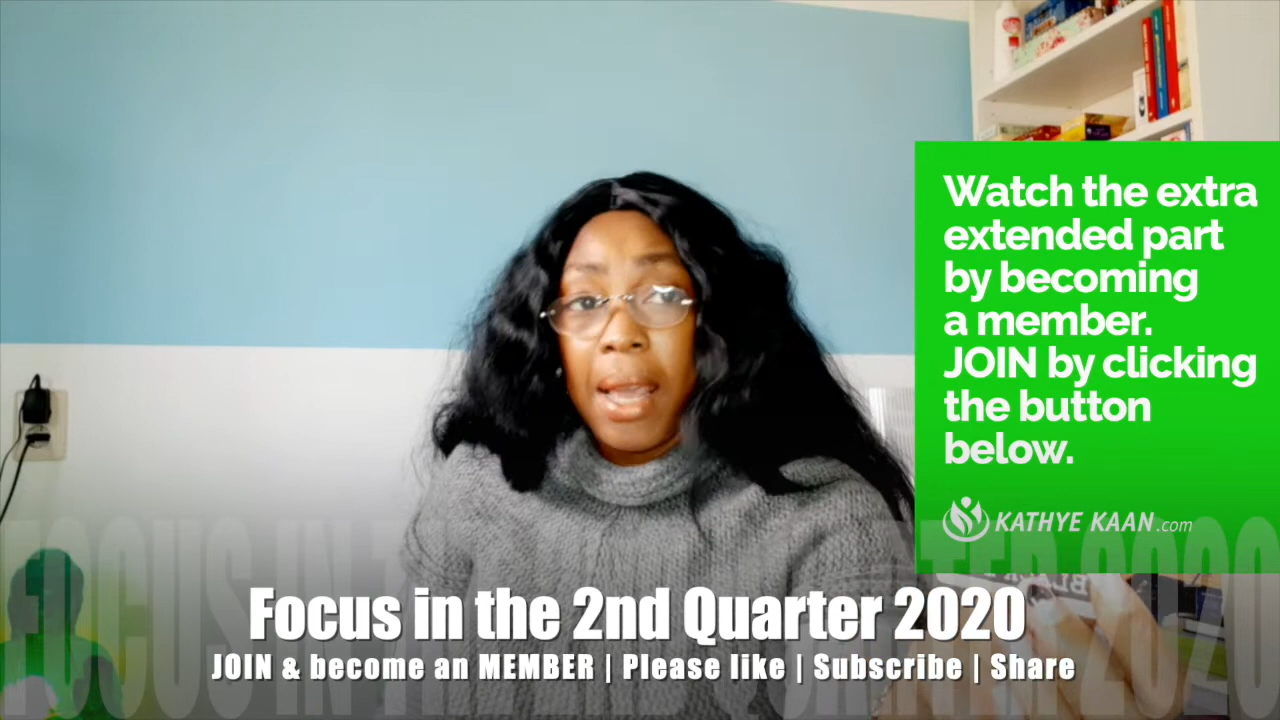 Watch the extra
extended part
by becoming
a member.
JOIN by clicking
the button
below.
KATHYE KAAN.com
Focus in the 2nd Quarter 2020
JOIN & become an MEMBER | Please like | Subscribe | Share